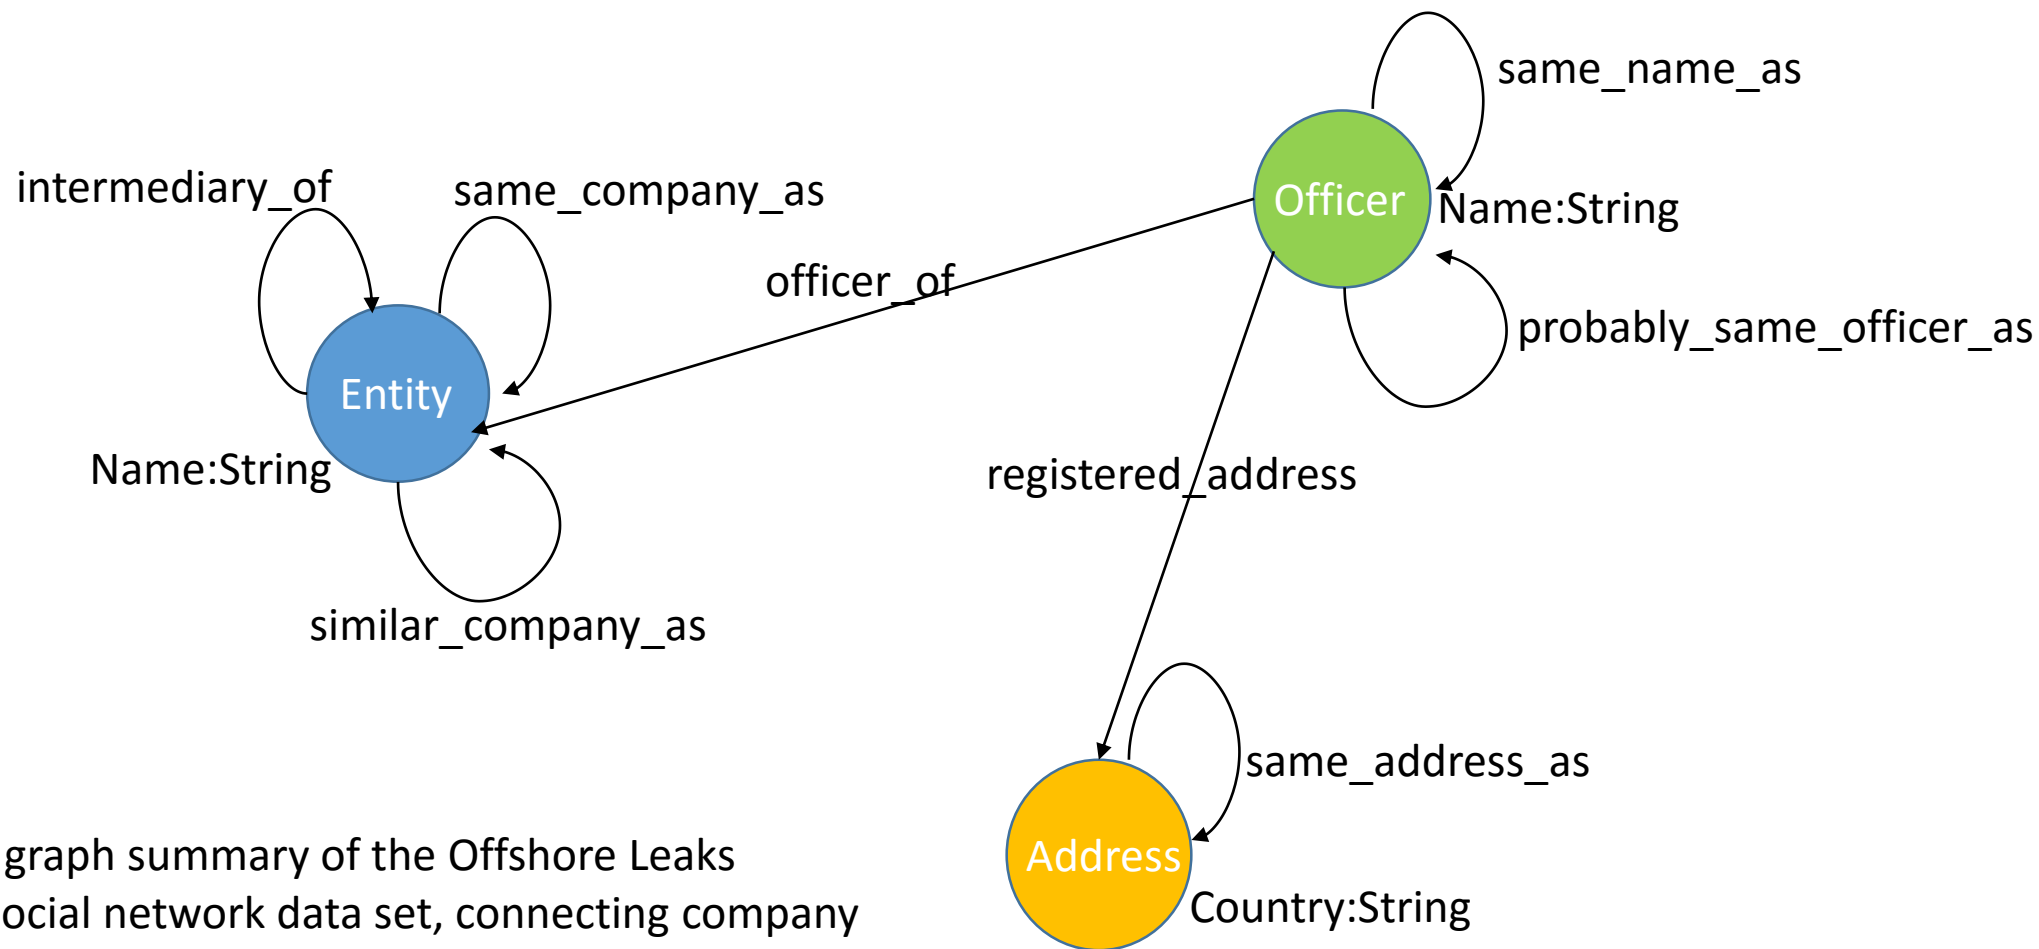 same_name_as
intermediary_of
same_company_as
Officer
Name:String
officer_of
probably_same_officer_as
Entity
Name:String
registered_address
similar_company_as
same_address_as
graph summary of the Offshore Leaks
Address
Country:String
ocial network data set, connecting company